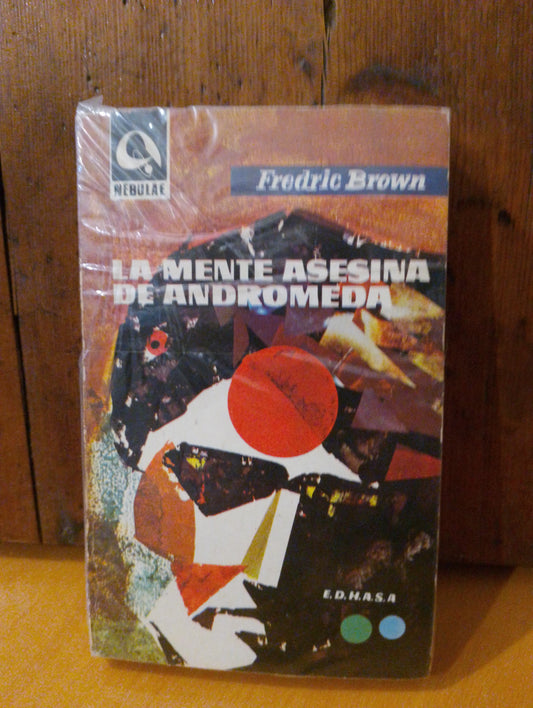 NEBULAE
Fredric Brown
LA MENTE ASESINA
DE ANDROMEDA
E.D.H.A.S.A